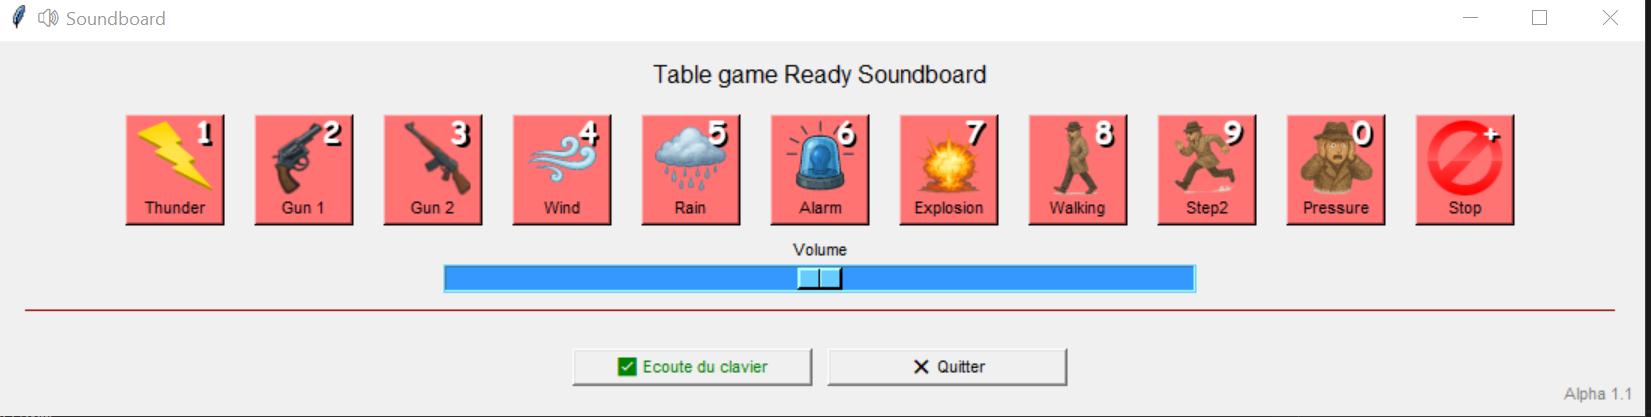 Soundboard
Table game Ready Soundboard
1 2 3 4 5 6 7 8 9 0 +
Thunder Gun 1 Gun 2 Wind Rain Alarm Explosion Walking Step2 Pressure Stop
Volume
Ecoute du clavier Quitter
Alpha 1.1